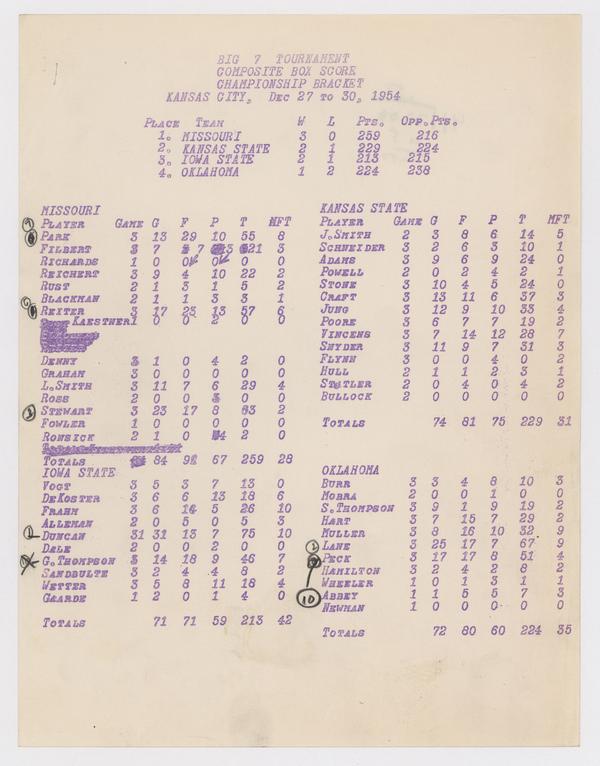 BIG 7 TOURNAMENT
COMPOSITE BOX SCORE
CHAMPIONSHIP BRACKET
KANSAS CITY, DEC 27 TO 30, 1954
PLACE TEAM W L PTS. OPP.PTS.
1. MISSOURI 3 0 259 216
2. KANSAS STATE 2 1 229 224
3. IOWA STATE 2 1 213 215
4. OKLAHOMA 1 2 224 238
MISSOURI
PLAYER GAME G F P T MFT
PARK 3 13 29 10 55 8
FILBERT 3 7 7 13 21 3
RICHARDS 1 0 0 0 0 0
REICHERT 3 9 4 10 22 2
RUST 2 1 3 1 5 2
BLACKMAN 2 1 1 3 3 1
REITER 3 17 23 13 57 6
KAESTNER 1 0 0 2 0 0
DENNY 3 1 0 4 2 0
GRAHAM 3 0 0 0 0 0
L.SMITH 3 11 7 6 29 4
ROSS 2 0 0 3 0 0
STEWART 3 23 17 8 63 2
FOWLER 1 0 0 0 0 0
RONSICK 2 1 0 4 2 0
TOTALS 84 91 67 259 28
IOWA STATE
VOGT 3 5 3 7 13 0
DEKOSTER 3 6 6 13 18 6
FRAHM 3 6 14 5 26 10
ALLEMAN 2 0 5 0 5 3
DUNCAN 31 31 13 7 75 10
DALE 2 0 0 2 0 0
G.THOMPSON 3 14 18 9 46 7
SANDBULTE 3 2 4 4 8 2
WETTER 3 5 8 11 18 4
GAARDE 1 2 0 1 4 0
TOTALS 71 71 59 213 42
KANSAS STATE
PLAYER GAME G F P T MFT
J.SMITH 2 3 8 6 14 5
SCHNEIDER 3 2 6 3 10 1
ADAMS 3 9 6 9 24 0
POWELL 2 0 2 4 2 1
STONE 3 10 4 5 24 0
CRAFT 3 13 11 6 37 3
JUNG 3 12 9 10 33 4
POORE 3 6 7 7 19 2
VINCENS 3 7 14 12 28 7
SNYDER 3 11 9 7 31 3
FLYNN 3 0 0 4 0 2
HULL 2 1 1 2 3 1
STATLER 2 0 4 0 4 2
BULLOCK 2 0 0 0 0 0
TOTALS 74 81 75 229 31
OKLAHOMA
BURR 3 3 4 8 10 3
MOBRA 2 0 0 1 0 0
S.THOMPSON 3 9 1 9 19 2
HART 3 7 15 7 29 2
MULLER 3 8 16 10 32 9
LANE 3 25 17 7 67 9
PECK 3 17 17 8 51 4
HAMILTON 3 2 4 2 8 2
WHEELER 1 0 1 3 1 1
10 ABBEY 1 1 5 5 7 3
NEWMAN 1 0 0 0 0 0
TOTALS 72 80 60 224 35